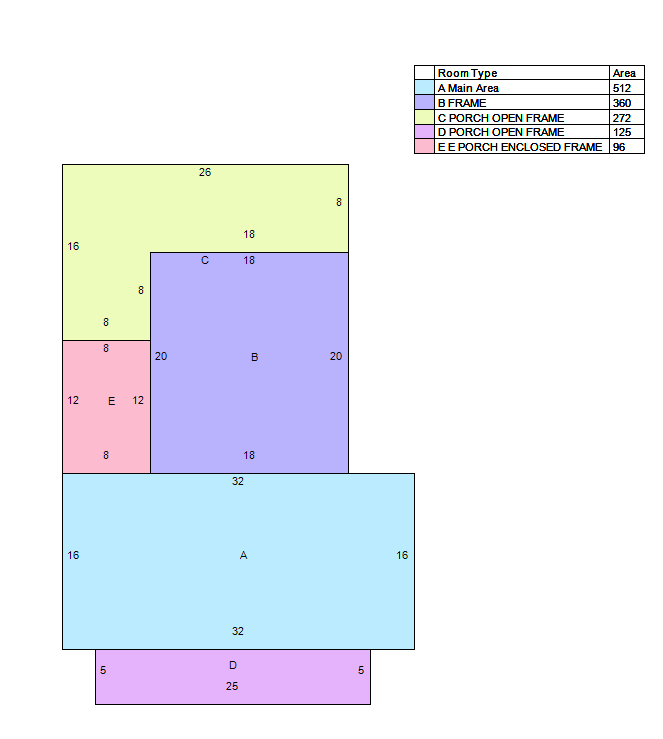 Room Type Area
A Main Area 512
B FRAME 360
C PORCH OPEN FRAME 272
D PORCH OPEN FRAME 125
E E PORCH ENCLOSED FRAME 96
26
8
18
16
C 18
8
8
8
20 B 20
12 E 12
8 18
32
16 A 16
32
D
5 5
25